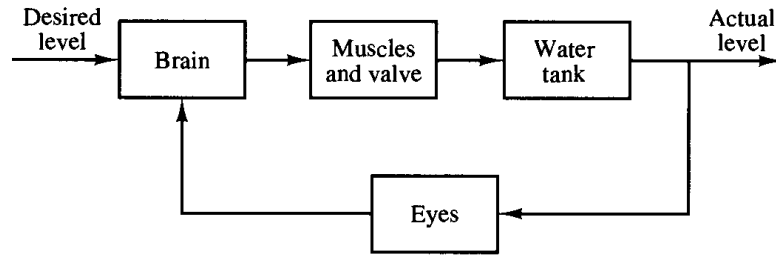 Desired
level
Brain
Muscles
and valve
Water
tank
Actual
level
Eyes